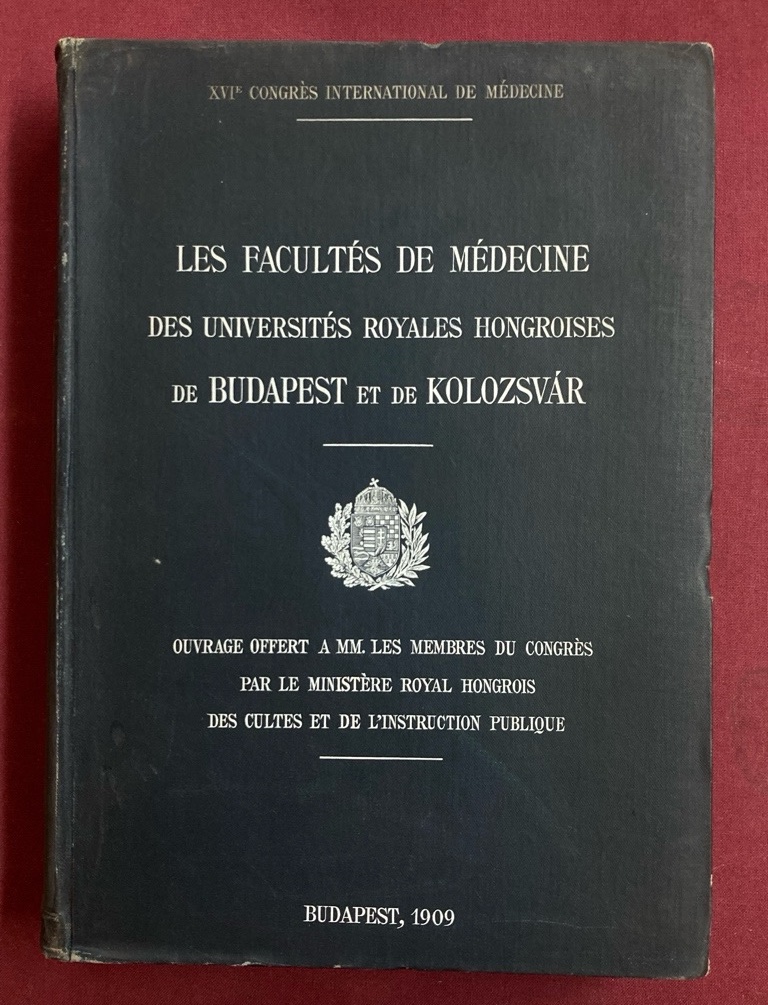 XVIE CONGRÈS INTERNATIONAL DE MÉDECINE
LES FACULTÉS DE MÉDECINE
DES UNIVERSITÉS ROYALES HONGROISES
DE BUDAPEST ET DE KOLOZSVÁR
OUVRAGE OFFERT A MM. LES MEMBRES DU CONGRÈS
PAR LE MINISTÈRE ROYAL HONGROIS
DES CULTES ET DE L'INSTRUCTION PUBLIQUE
BUDAPEST, 1909